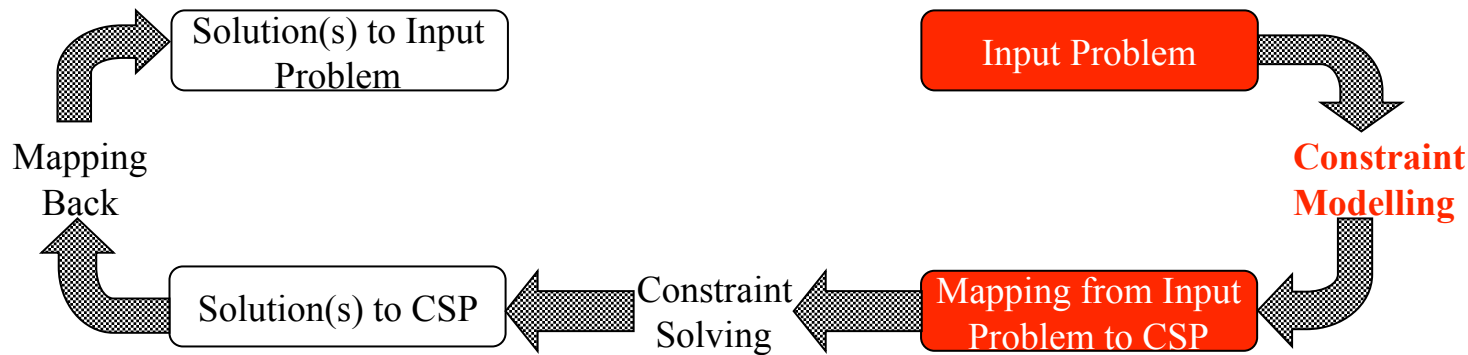 Solution(s) to Input
Problem
Input Problem
Mapping
Back
Constraint
Modelling
Solution(s) to CSP
Constraint
Solving
Mapping from Input
Problem to CSP